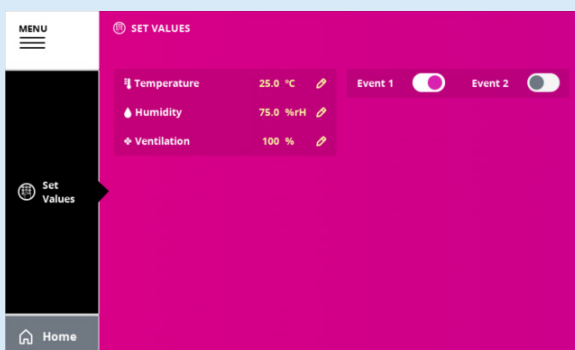 MENU
SET VALUES
Temperature 25.0 °C
Event 1 Event 2
Humidity 75.0 %rH
Ventilation 100 %
Set
Values
Home